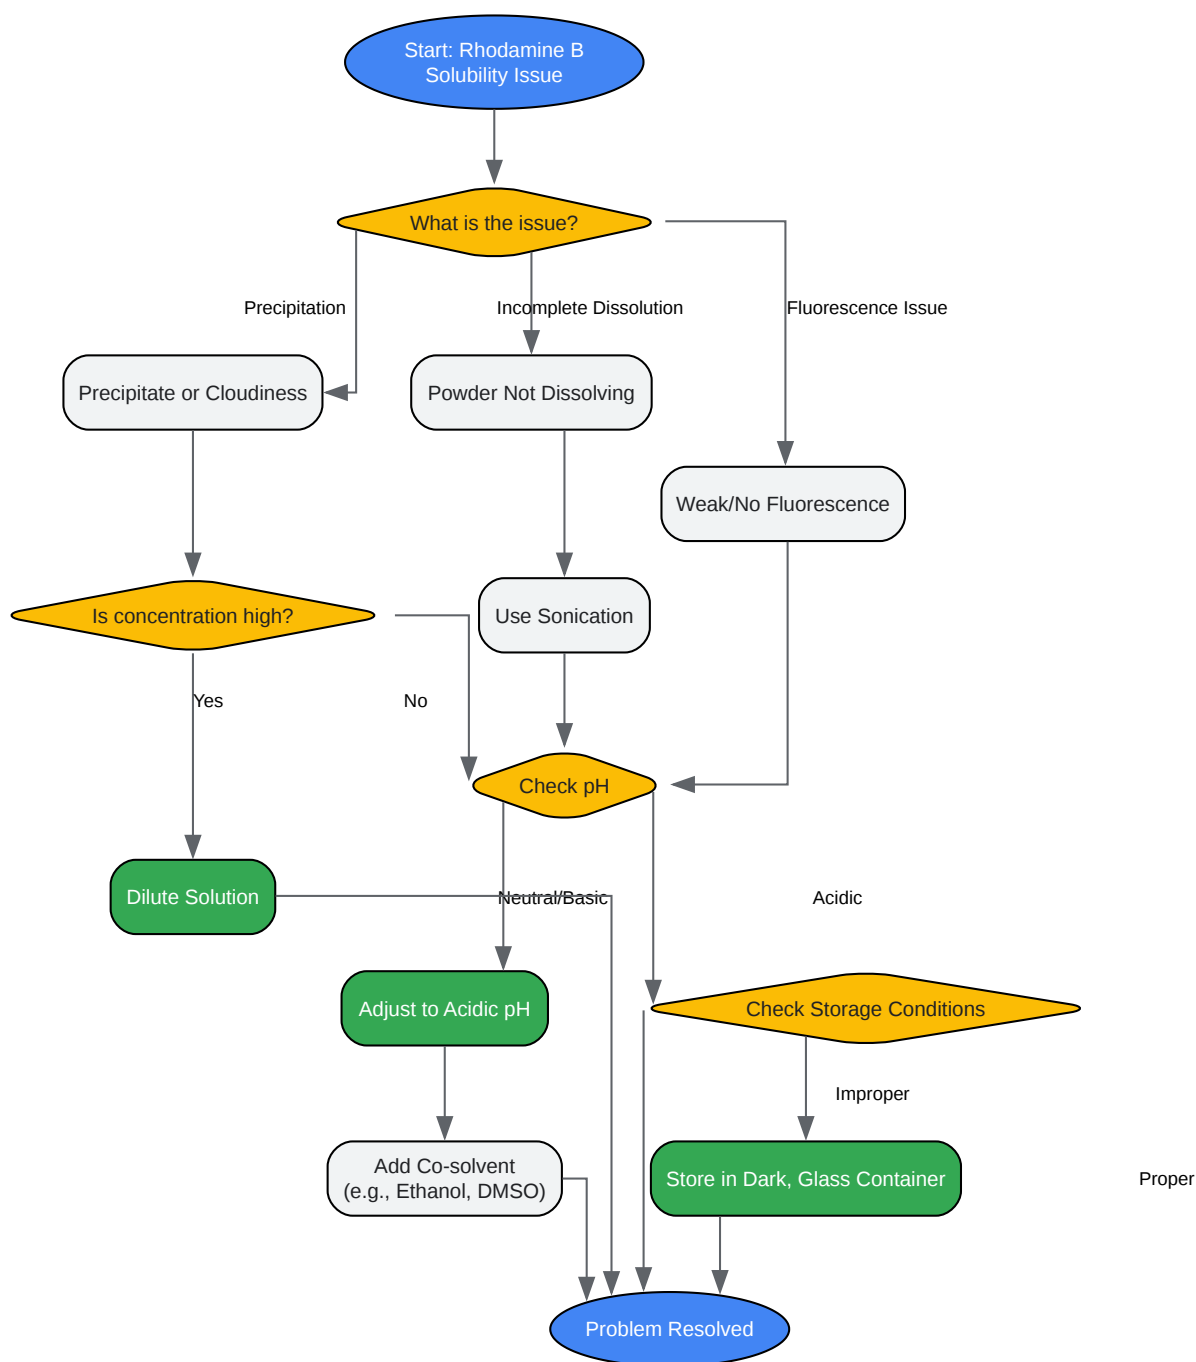 Start: Rhodamine B
Solubility Issue
What is the issue?
Precipitation
Incomplete Dissolution
Fluorescence Issue
Precipitate or Cloudiness
Powder Not Dissolving
Weak/No Fluorescence
Is concentration high?
Use Sonication
Yes
No
Check pH
Dilute Solution
Neutral/Basic
Acidic
Adjust to Acidic pH
Check Storage Conditions
Improper
Add Co-solvent
(e.g., Ethanol, DMSO)
Store in Dark, Glass Container
Proper
Problem Resolved